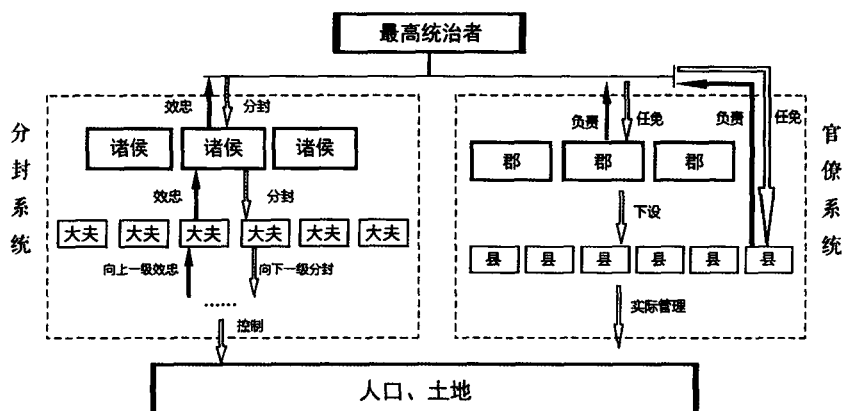 最高统治者
效忠
分封
负责
任免
负责
任免
分封系统
诸侯
诸侯
诸侯
郡
郡
郡
官僚系统
效忠
分封
下设
大夫
大夫
大夫
大夫
大夫
大夫
县
县
县
县
县
县
向上一级效忠
向下一级分封
……
控制
实际管理
人口、土地